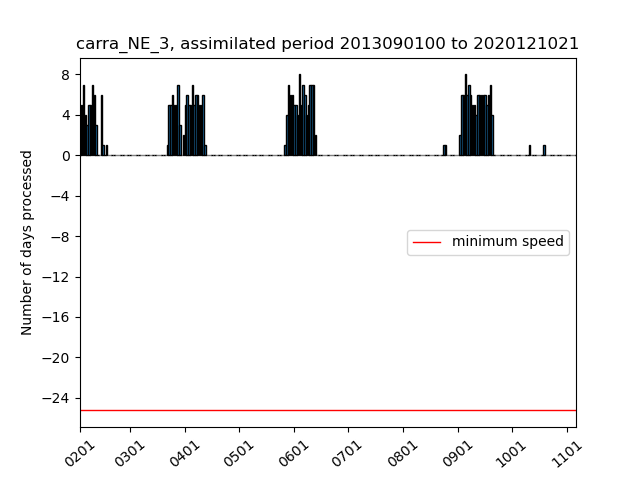 carra_NE_3, assimilated period 2013090100 to 2020121021
8
4
0
−4
−8
−12
−16
−20
−24
Number of days processed
minimum speed
0201 0301 0401 0501 0601 0701 0801 0901 1001 1101